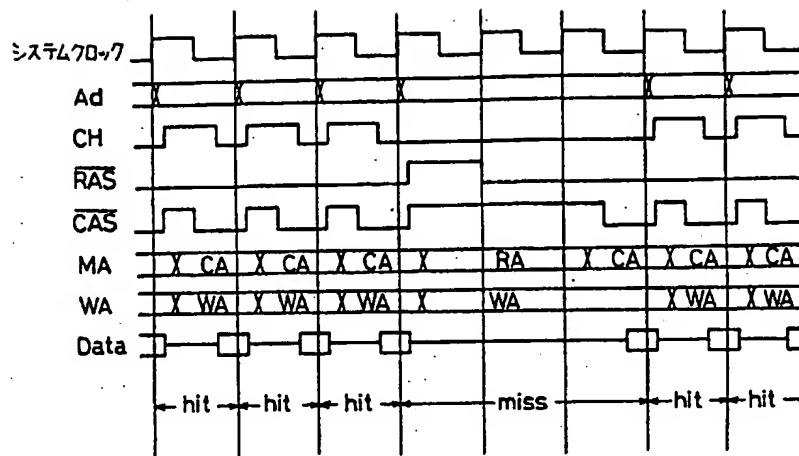 システムクロック
Ad
CH
RAS
CAS
MA CA CA CA RA CA CA CA
WA WA WA WA WA WA WA
Data
hit hit hit miss hit hit